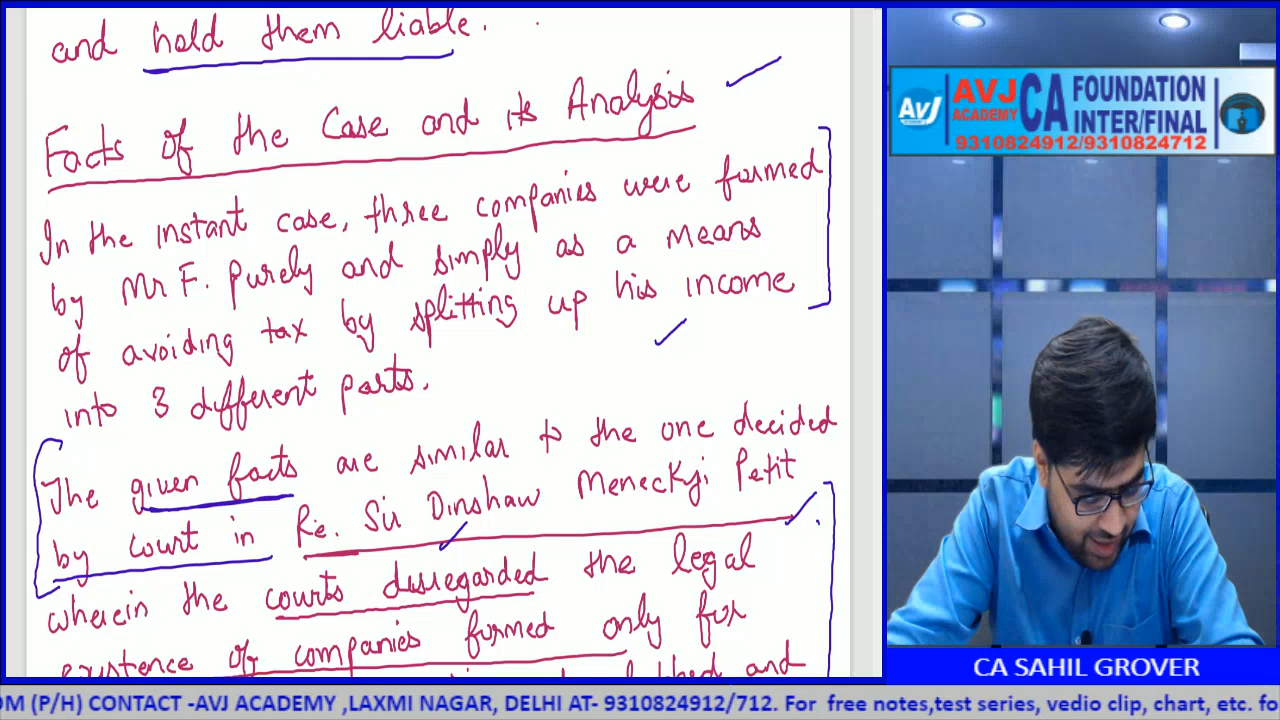 and hold them liable.
Facts of the Case and its Analysis
In the instant case, three companies were formed
by Mr F. purely and simply as a means
of avoiding tax by splitting up his income
into 3 different parts.
The given facts are similar to the one decided
by court in Re. Sir Dinshaw Meneckji Petit
wherein the courts disregarded the legal
existence of companies formed only for
and
AVJ
AVJ ACADEMY
CA
FOUNDATION
INTER/FINAL
9310824912/9310824712
CA SAHIL GROVER
OM (P/H) CONTACT -AVJ ACADEMY ,LAXMI NAGAR, DELHI AT- 9310824912/712. For free notes,test series, vedio clip, chart, etc. fo